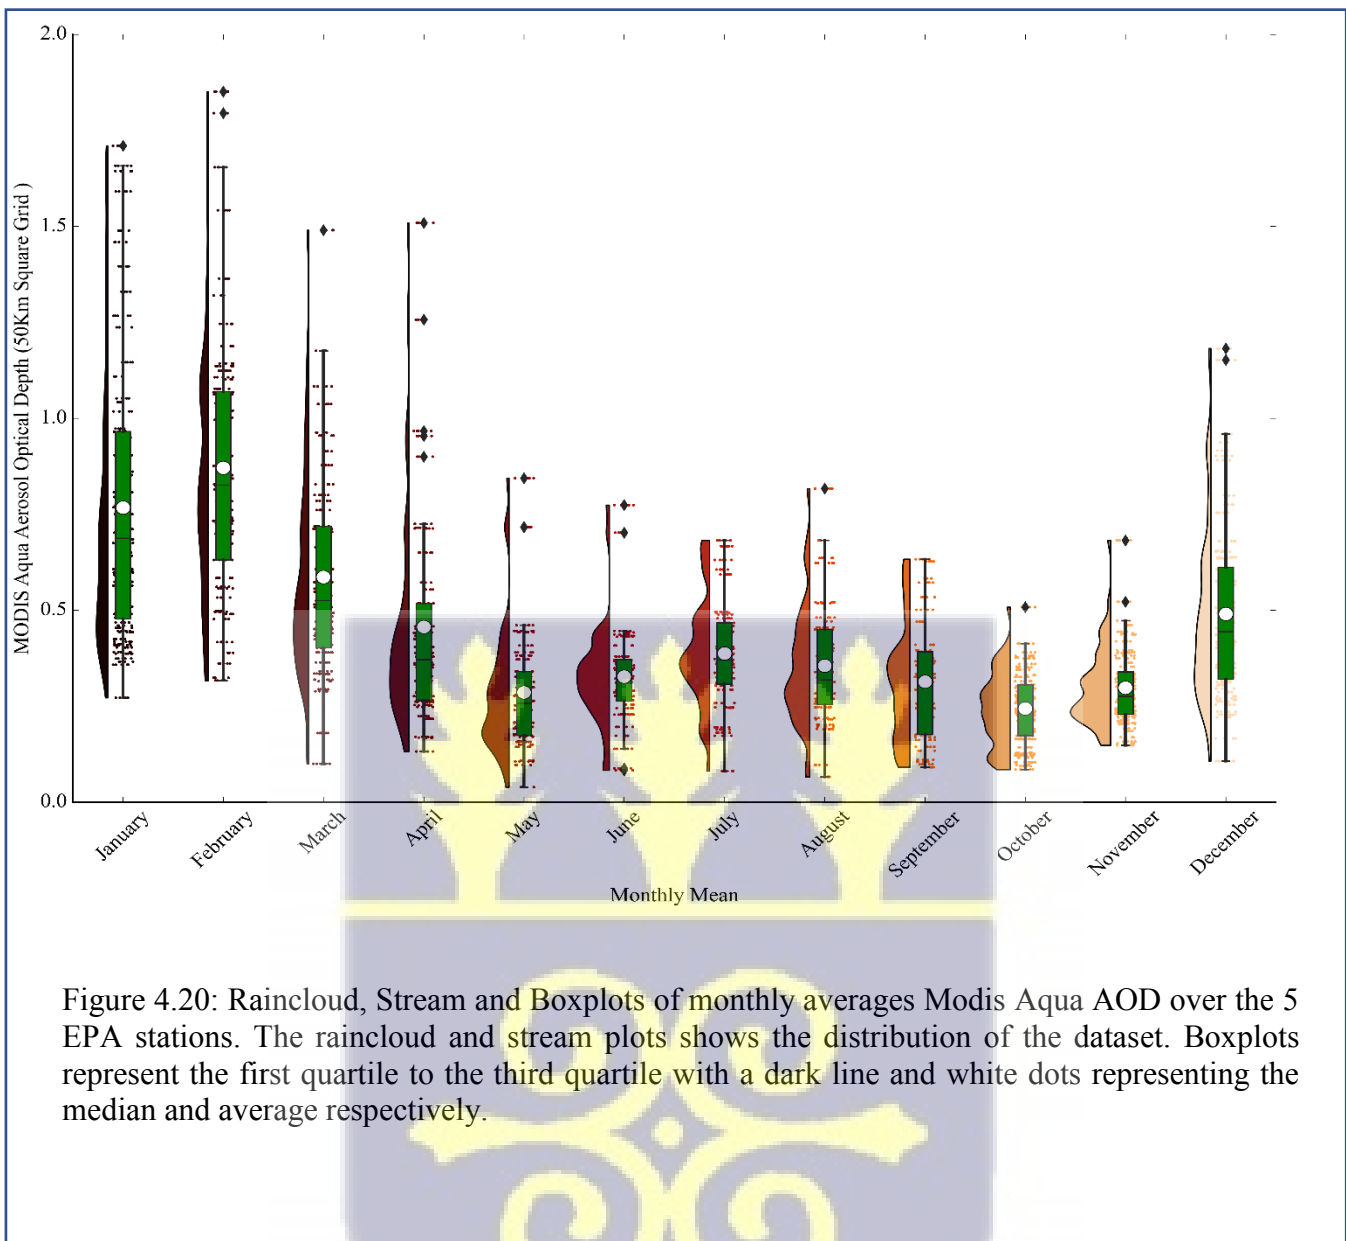 2.0
1.5
1.0
0.5
0.0
MODIS Aqua Aerosol Optical Depth (50Km Square Grid )
January
February
March
April
May
June
July
August
September
October
November
December
Monthly Mean
Figure 4.20: Raincloud, Stream and Boxplots of monthly averages Modis Aqua AOD over the 5
EPA stations. The raincloud and stream plots shows the distribution of the dataset. Boxplots
represent the first quartile to the third quartile with a dark line and white dots representing the
median and average respectively.